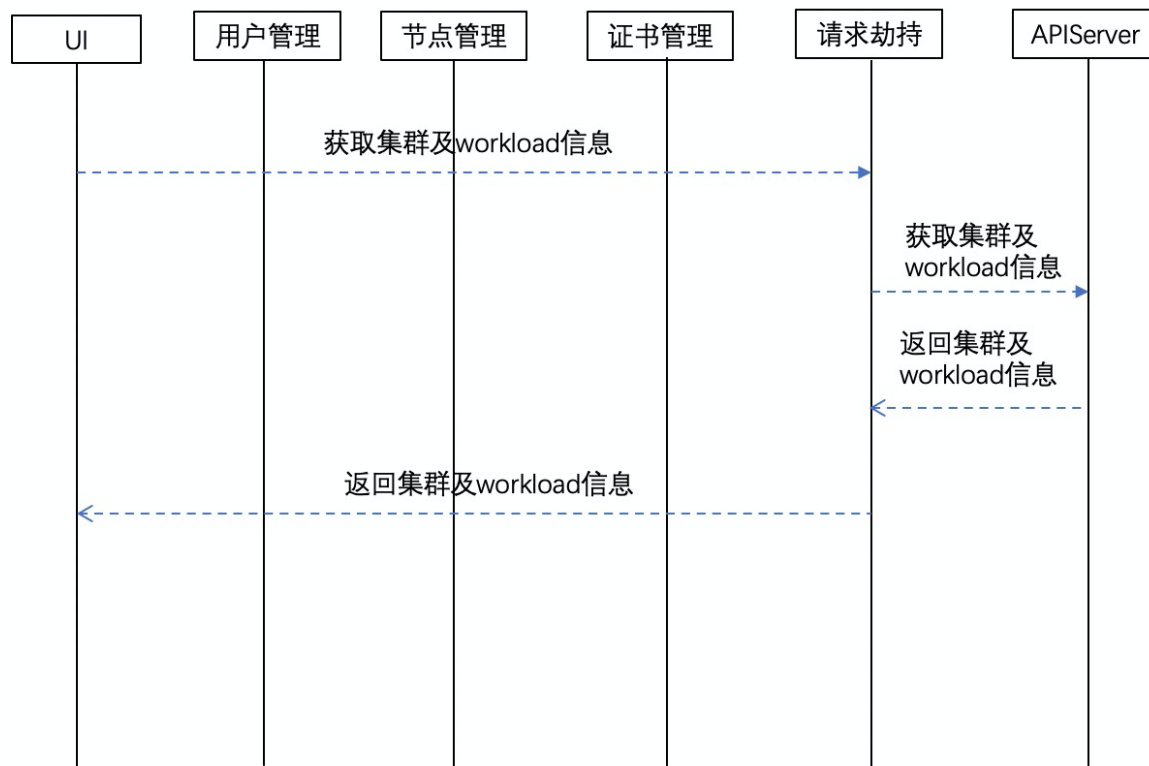 UI
用户管理
节点管理
证书管理
请求劫持
APIServer
获取集群及workload信息
获取集群及
workload信息
返回集群及
workload信息
返回集群及workload信息